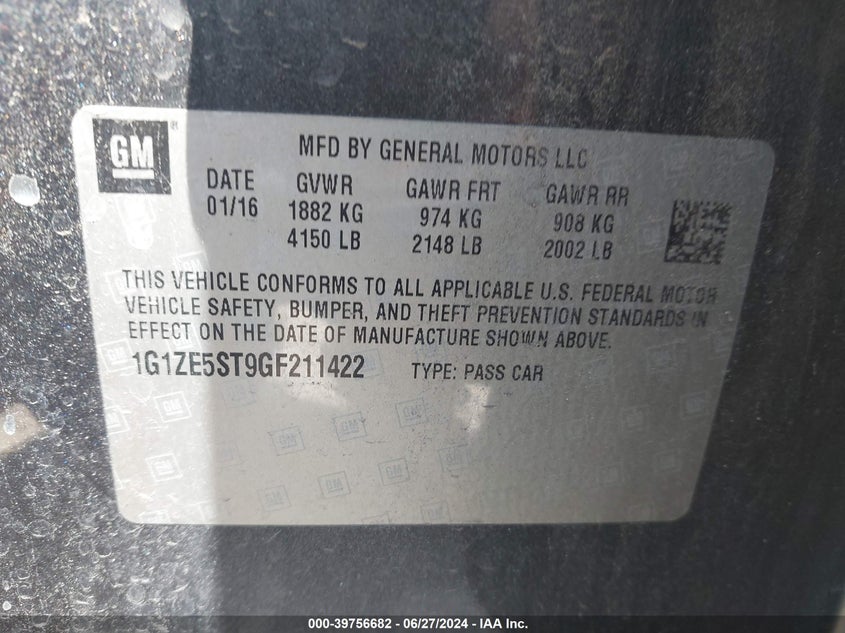 GM
MFD BY GENERAL MOTORS LLC
DATE GVWR GAWR FRT GAWR RR
01/16 1882 KG 974 KG 908 KG
4150 LB 2148 LB 2002 LB
THIS VEHICLE CONFORMS TO ALL APPLICABLE U.S. FEDERAL MOTOR
VEHICLE SAFETY, BUMPER, AND THEFT PREVENTION STANDARDS IN
EFFECT ON THE DATE OF MANUFACTURE SHOWN ABOVE.
1G1ZE5ST9GF211422 TYPE: PASS CAR
000-39756682 - 06/27/2024 - IAA Inc.